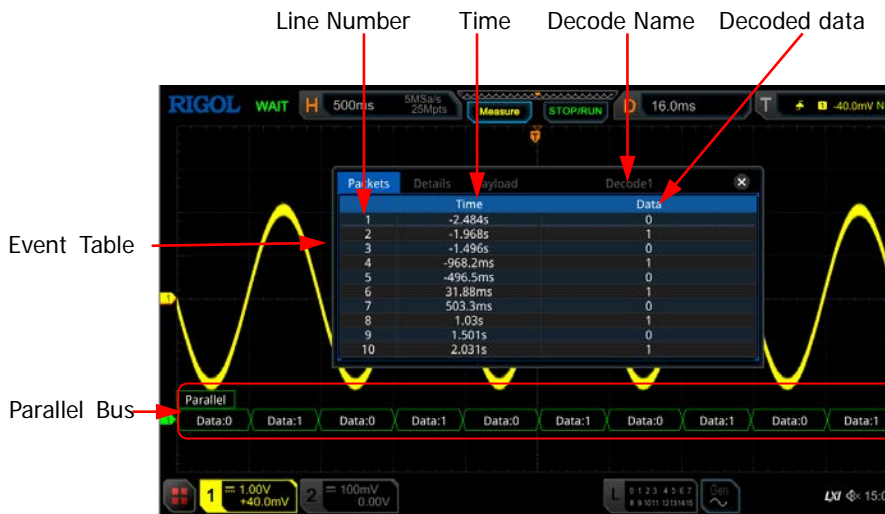 Line Number Time Decode Name Decoded data
RIGOL WAIT H 500ms 5MSa/s 25Mpts Measure STOP/RUN D 16.0ms T 1 -40.0mV N
T
Packets Details Payload Decode1
Time Data
1 -2.484s 0
2 -1.968s 1
3 -1.496s 0
4 -968.2ms 1
5 -496.5ms 0
6 31.88ms 1
7 503.3ms 0
8 1.03s 1
9 1.501s 0
10 2.031s 1
Event Table
1
Parallel
Parallel Bus
1 Data:0 Data:1 Data:0 Data:1 Data:0 Data:1 Data:0 Data:1 Data:0 Data:1
1 1.00V +40.0mV 2 100mV 0.00V L 0 1 2 3 4 5 6 7 8 9 10 11 12 13 14 15 Gen LXI 15:0